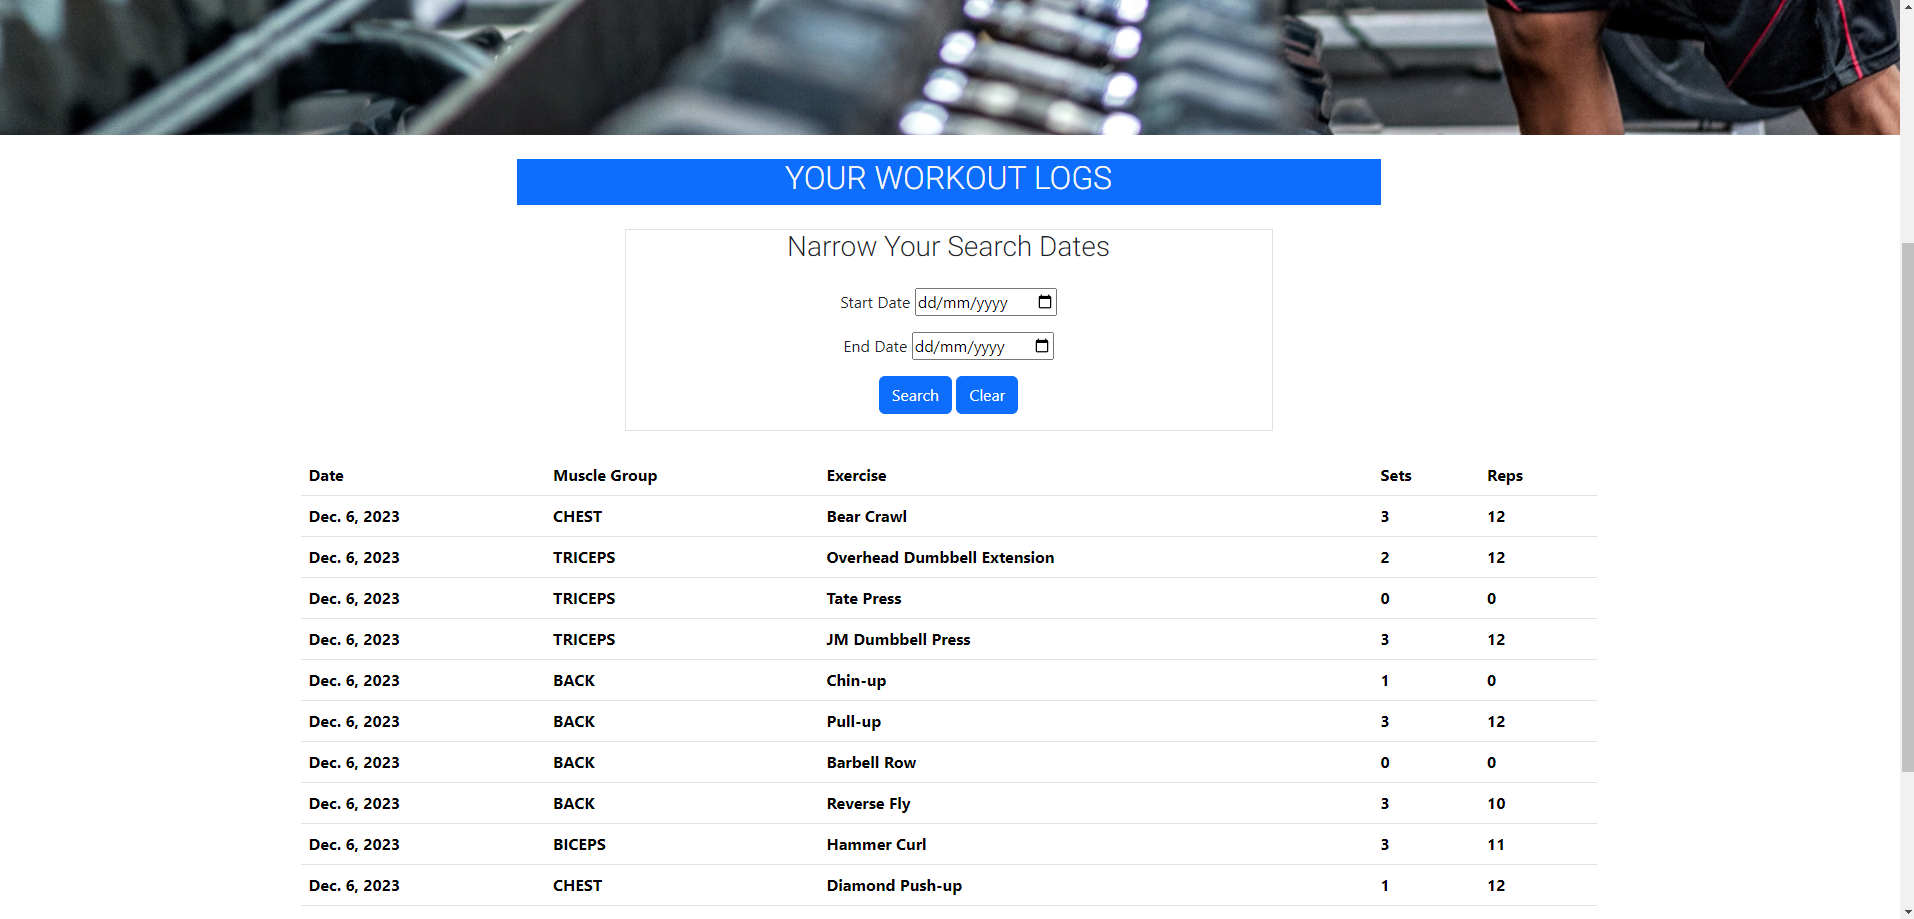 YOUR WORKOUT LOGS
Narrow Your Search Dates
Start Date dd/mm/yyyy
End Date dd/mm/yyyy
Search Clear
Date Muscle Group Exercise Sets Reps
Dec. 6, 2023 CHEST Bear Crawl 3 12
Dec. 6, 2023 TRICEPS Overhead Dumbbell Extension 2 12
Dec. 6, 2023 TRICEPS Tate Press 0 0
Dec. 6, 2023 TRICEPS JM Dumbbell Press 3 12
Dec. 6, 2023 BACK Chin-up 1 0
Dec. 6, 2023 BACK Pull-up 3 12
Dec. 6, 2023 BACK Barbell Row 0 0
Dec. 6, 2023 BACK Reverse Fly 3 10
Dec. 6, 2023 BICEPS Hammer Curl 3 11
Dec. 6, 2023 CHEST Diamond Push-up 1 12